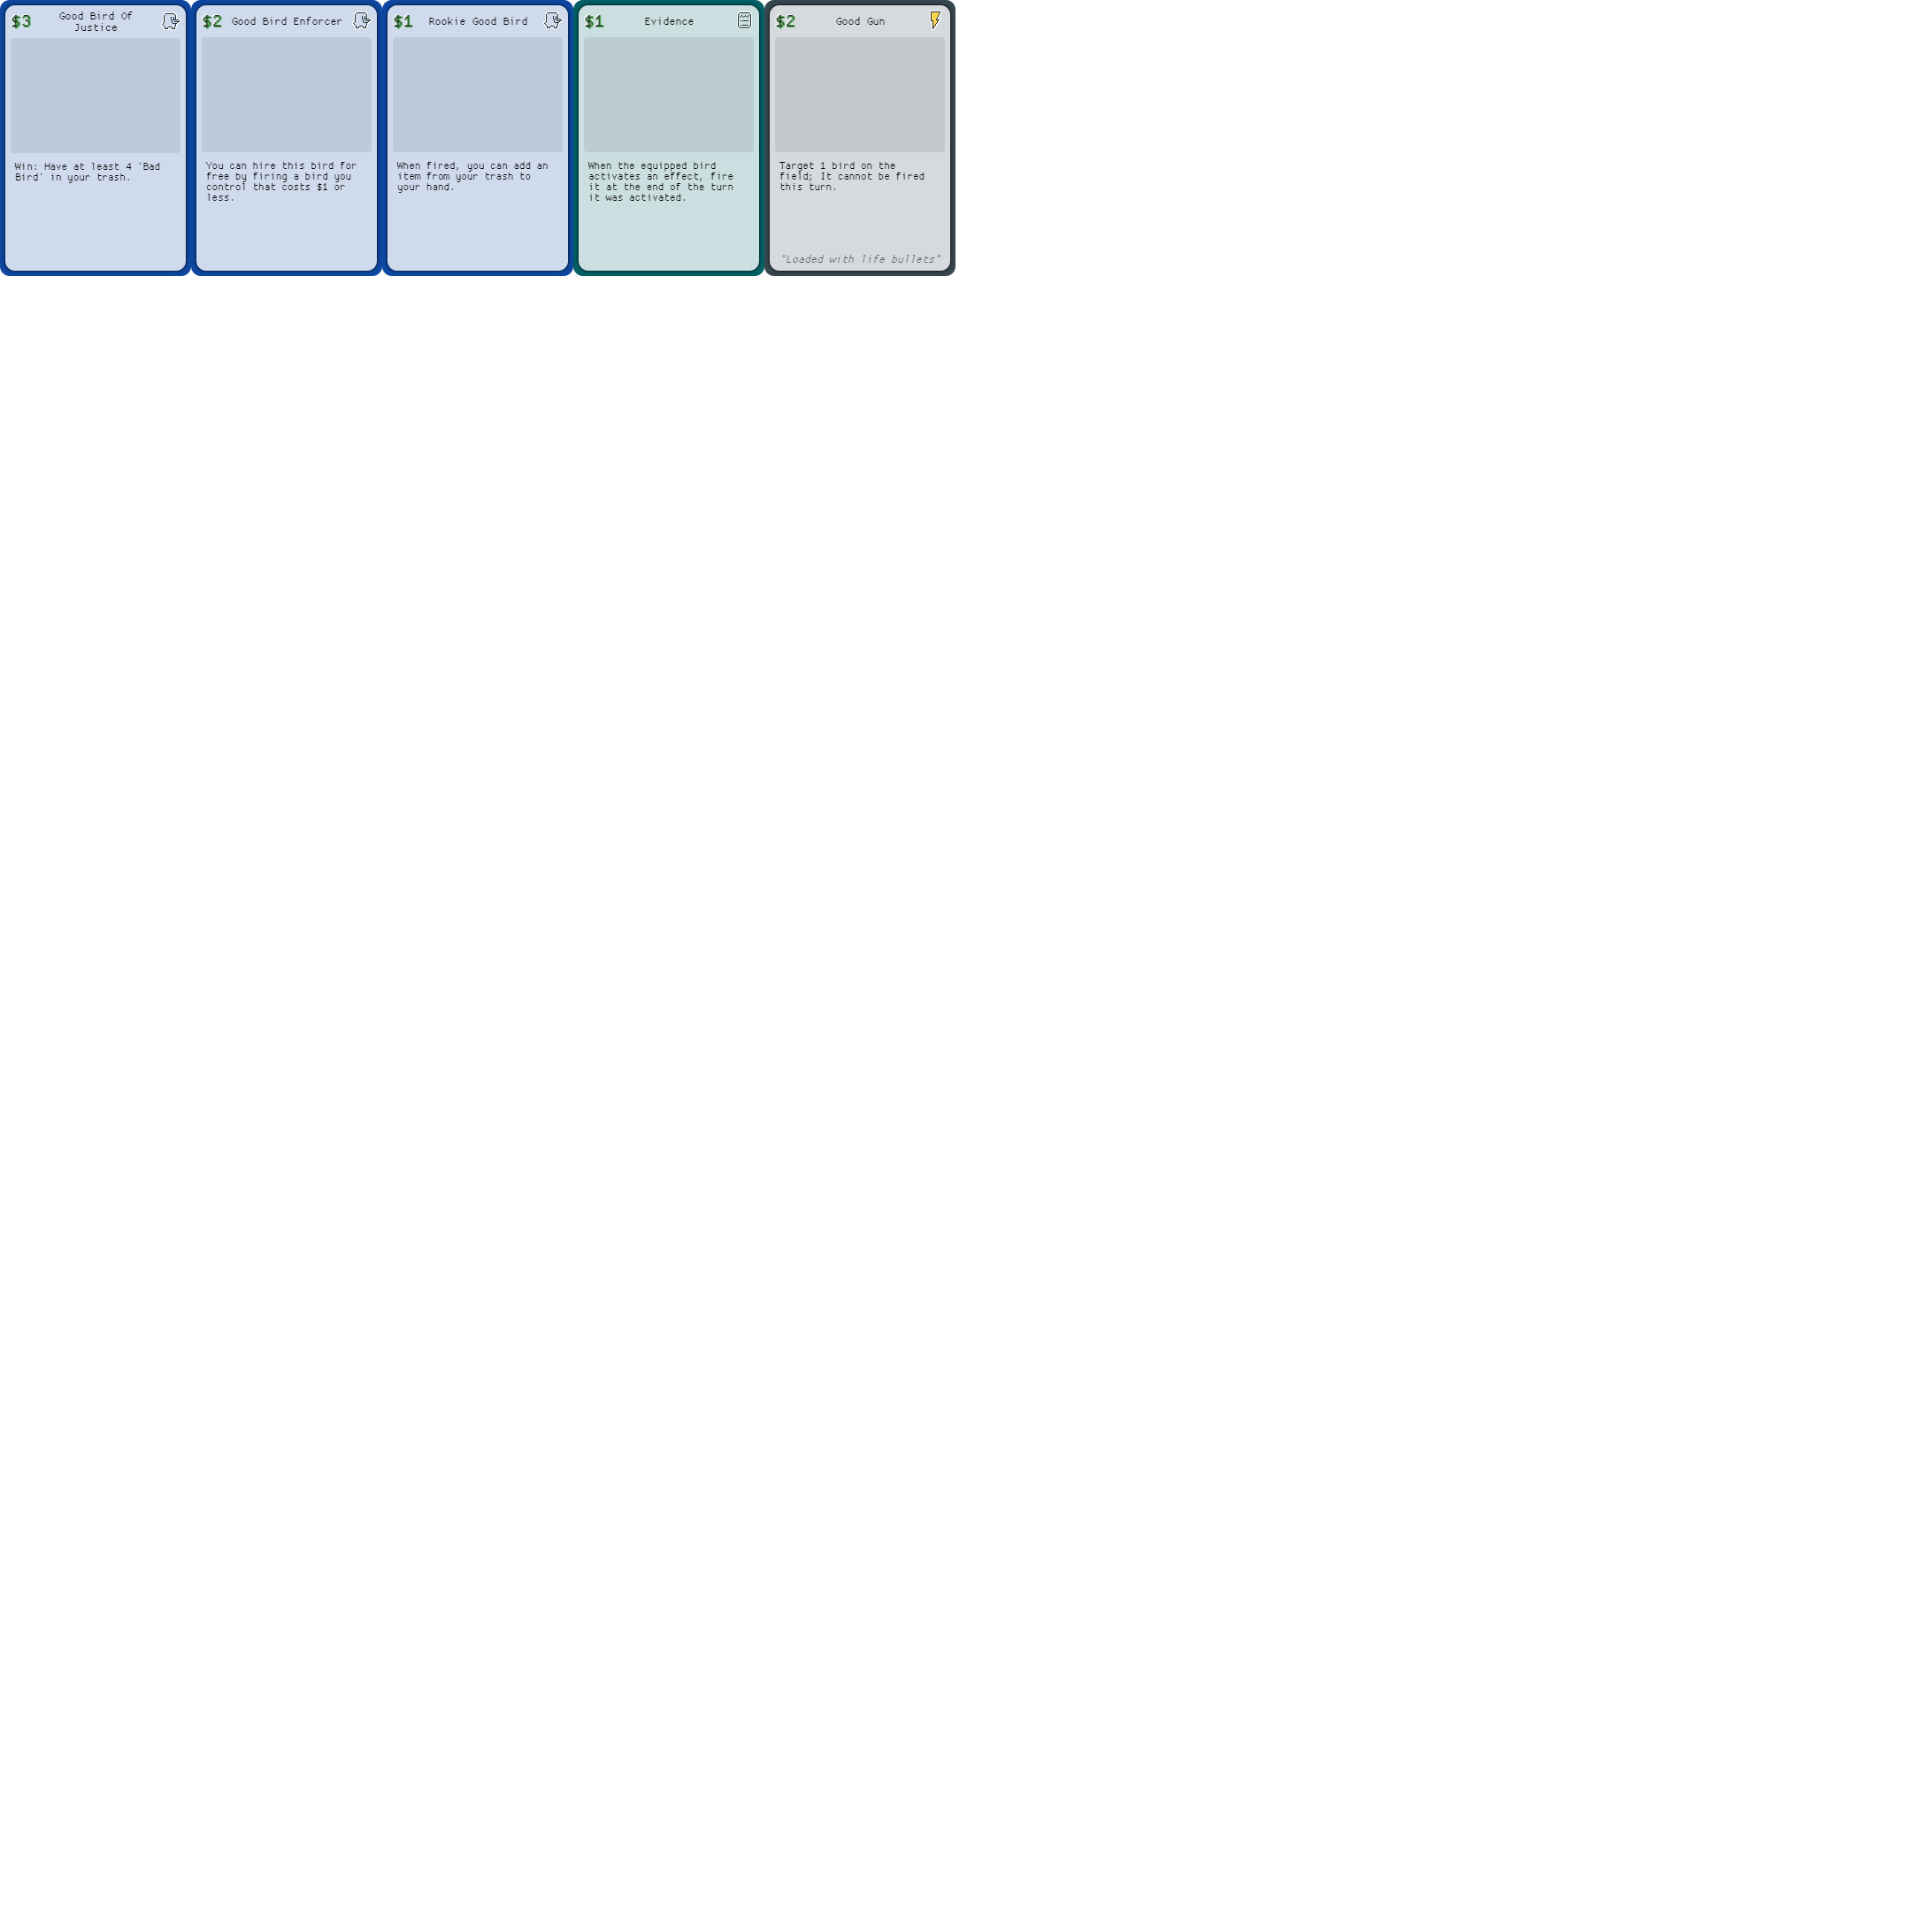 $3
Good Bird Of
Justice
Win: Have at least 4 'Bad
Bird' in your trash.
$2 Good Bird Enforcer
You can hire this bird for
free by firing a bird you
control that costs $1 or
less.
$1 Rookie Good Bird
When fired, you can add an
item from your trash to
your hand.
$1 Evidence
When the equipped bird
activates an effect, fire
it at the end of the turn
it was activated.
$2 Good Gun
Target 1 bird on the
field; It cannot be fired
this turn.
"Loaded with life bullets"